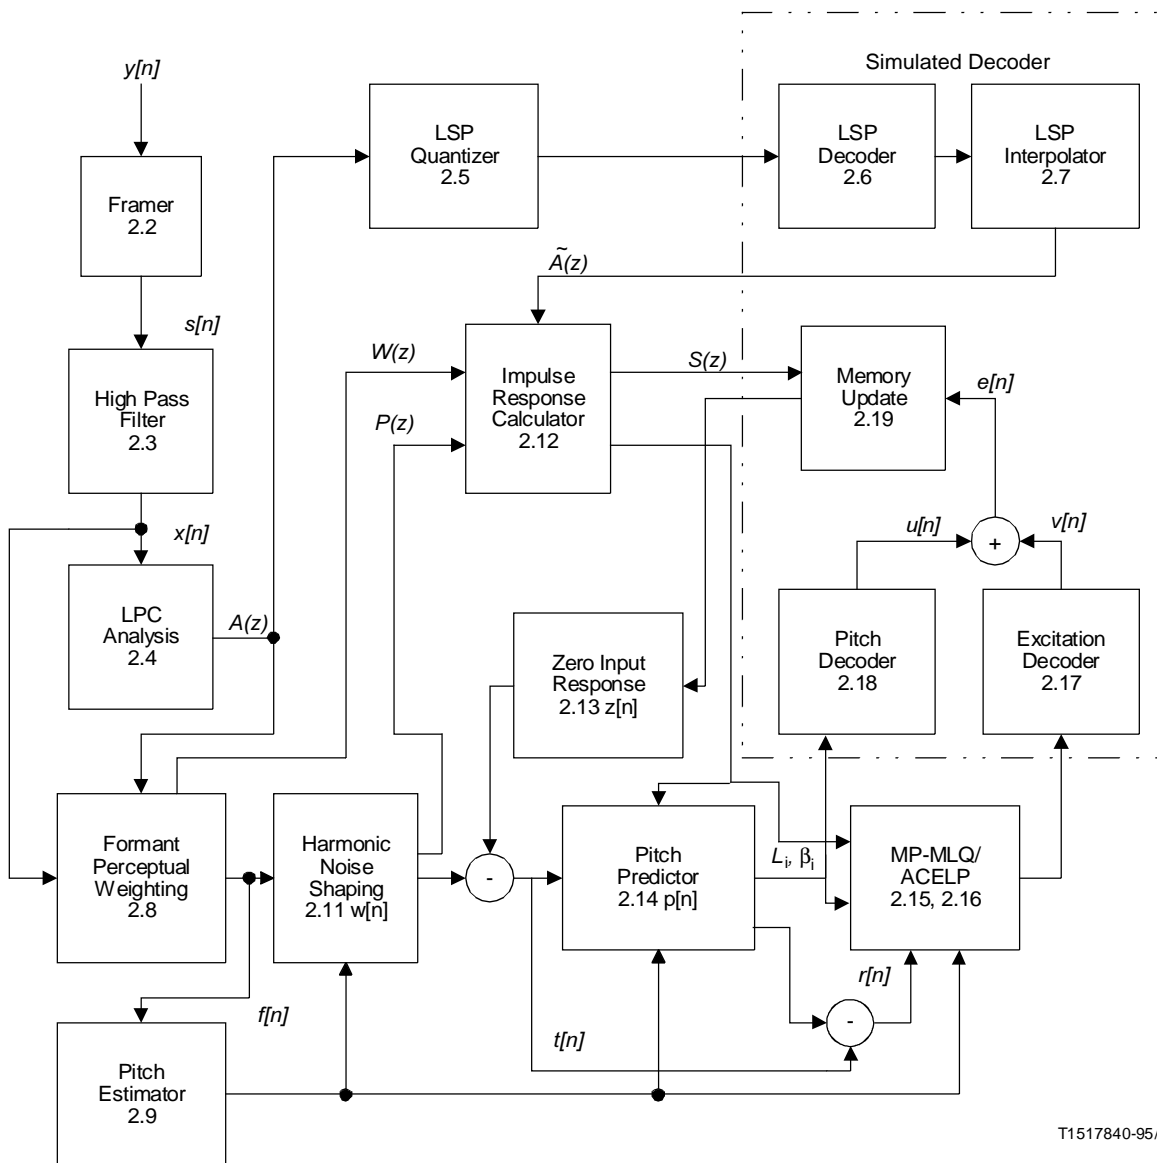 Simulated Decoder
y[n]
LSP
Quantizer
2.5
LSP
Decoder
2.6
LSP
Interpolator
2.7
Framer
2.2
Ã(z)
s[n]
High Pass
Filter
2.3
W(z)
P(z)
Impulse
Response
Calculator
2.12
S(z)
Memory
Update
2.19
e[n]
x[n]
u[n]
v[n]
+
LPC
Analysis
2.4
A(z)
Zero Input
Response
2.13 z[n]
Pitch
Decoder
2.18
Excitation
Decoder
2.17
Formant
Perceptual
Weighting
2.8
Harmonic
Noise
Shaping
2.11 w[n]
-
Pitch
Predictor
2.14 p[n]
Li, βi
MP-MLQ/
ACELP
2.15, 2.16
r[n]
f[n]
t[n]
-
Pitch
Estimator
2.9
T1517840-95/